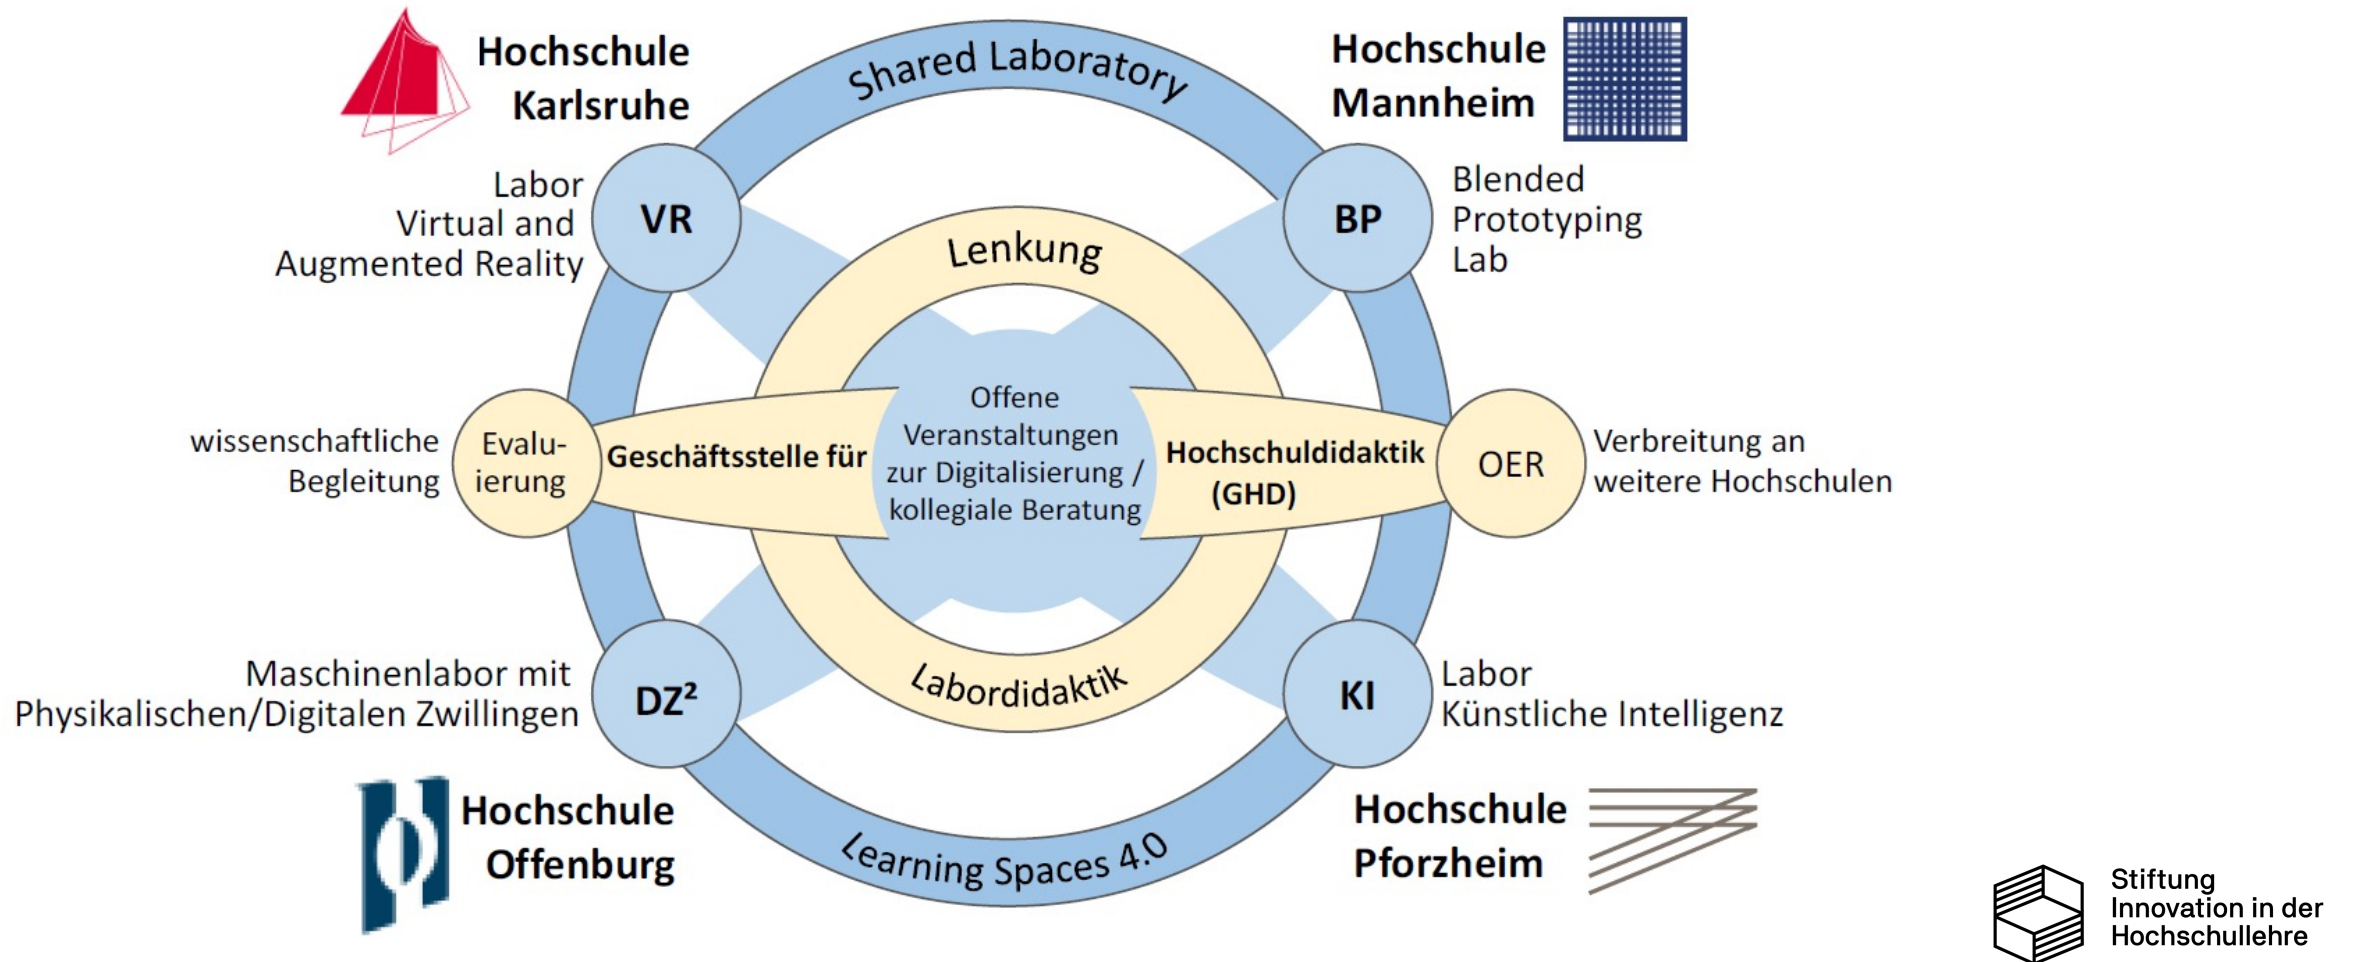 Hochschule
Karlsruhe
Shared Laboratory
Hochschule
Mannheim
Labor
Virtual and
Augmented Reality
VR
BP
Blended
Prototyping
Lab
Lenkung
wissenschaftliche
Begleitung
Evalu-
ierung
Geschäftsstelle für
Offene
Veranstaltungen
zur Digitalisierung /
kollegiale Beratung
Hochschuldidaktik
(GHD)
OER
Verbreitung an
weitere Hochschulen
Maschinenlabor mit
Physikalischen/Digitalen Zwillingen
DZ²
Labordidaktik
KI
Labor
Künstliche Intelligenz
Hochschule
Offenburg
Learning Spaces 4.0
Hochschule
Pforzheim
Stiftung
Innovation in der
Hochschullehre